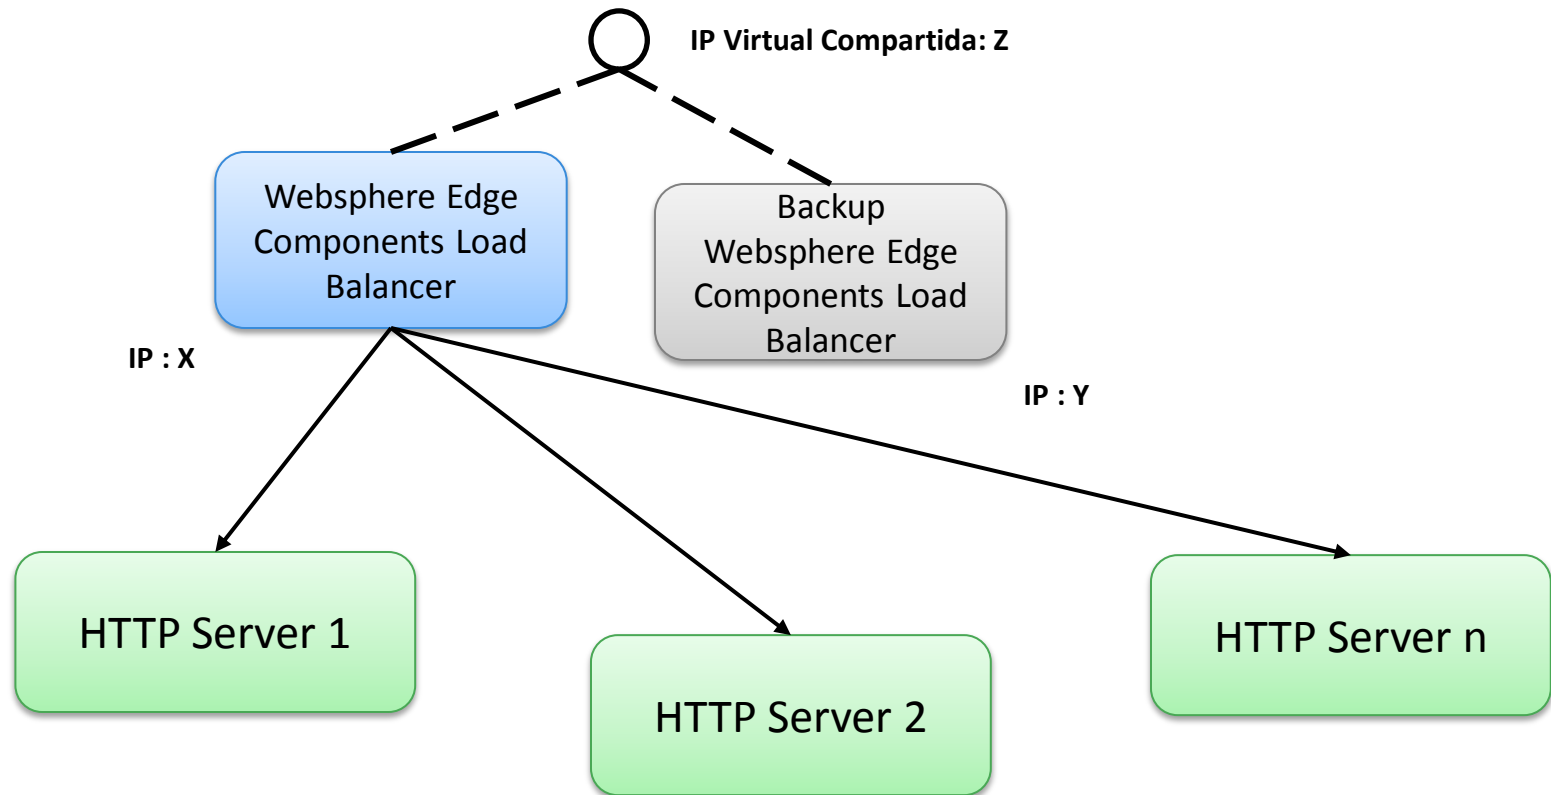 IP Virtual Compartida: Z
Websphere Edge
Components Load
Balancer
Backup
Websphere Edge
Components Load
Balancer
IP : X
IP : Y
HTTP Server 1
HTTP Server 2
HTTP Server n